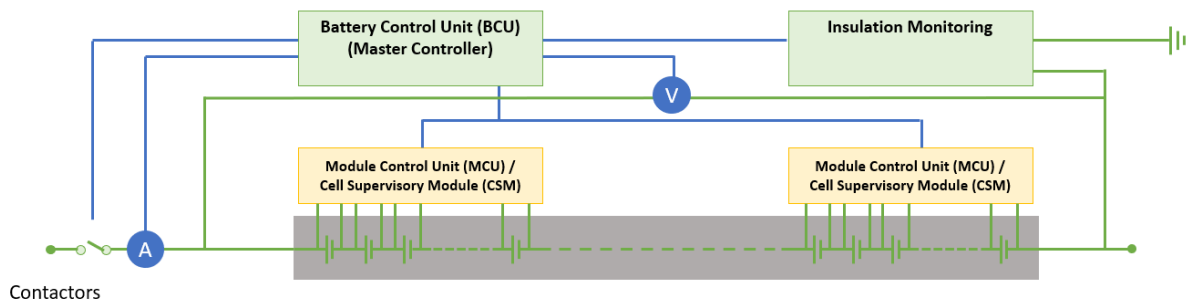 Battery Control Unit (BCU)
(Master Controller)
Insulation Monitoring
V
Module Control Unit (MCU) /
Cell Supervisory Module (CSM)
Module Control Unit (MCU) /
Cell Supervisory Module (CSM)
A
Contactors